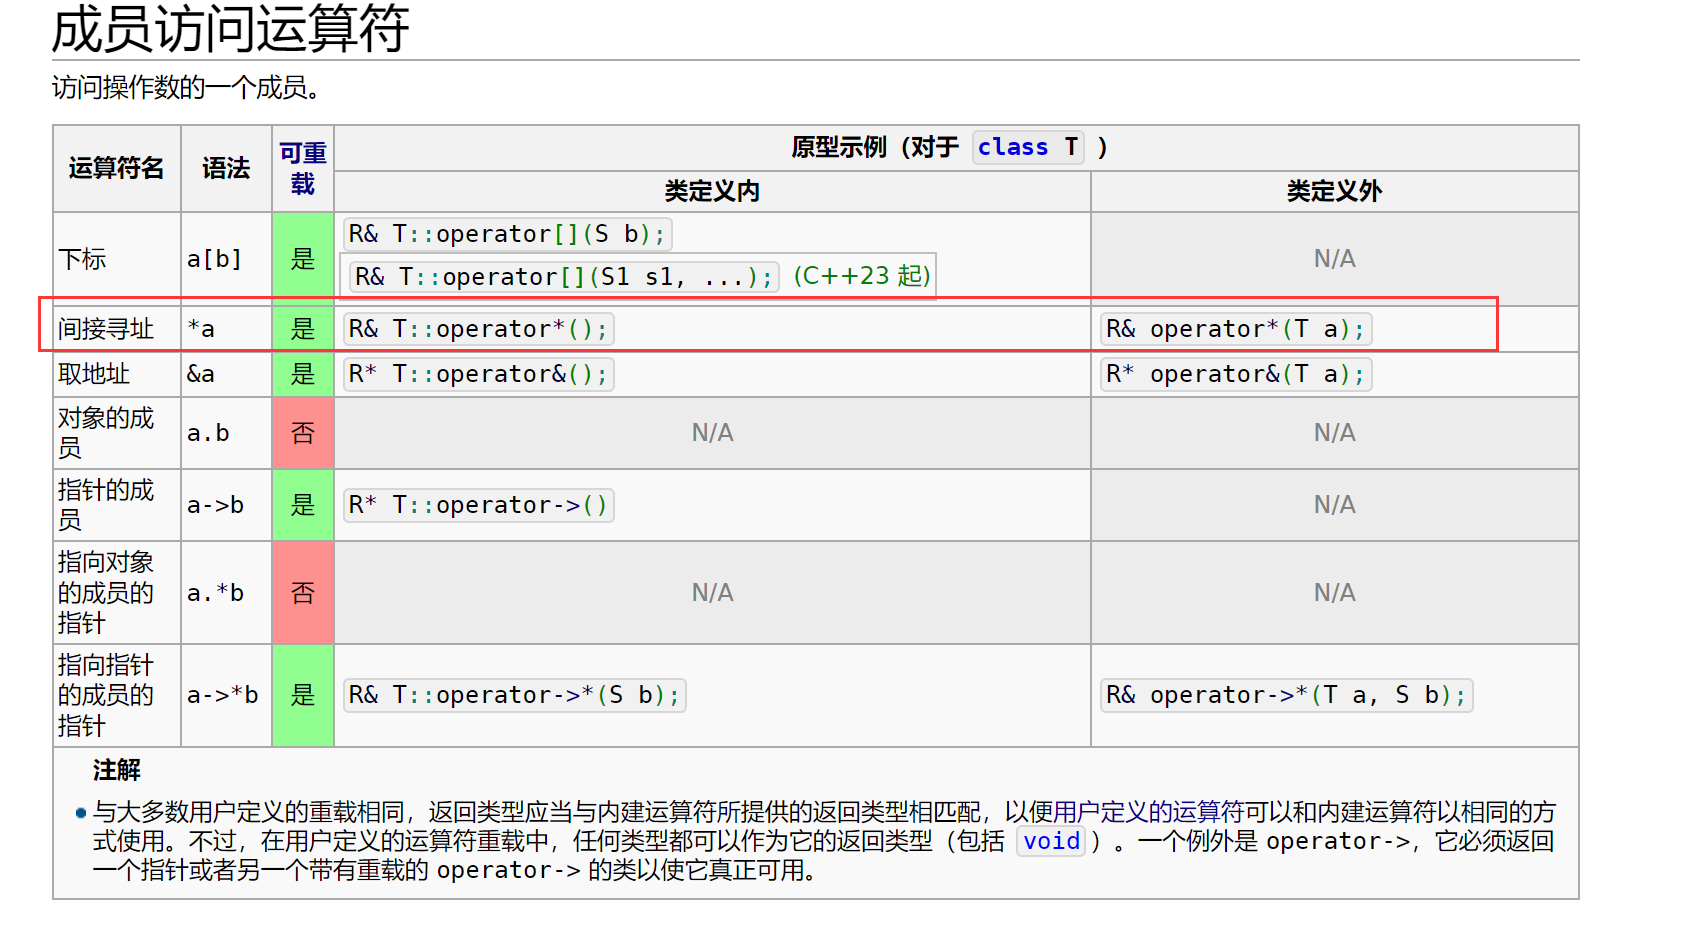 成员访问运算符
访问操作数的一个成员。
运算符名 语法 可重载 原型示例（对于 class T ）
类定义内 类定义外
下标 a[b] 是 R& T::operator[](S b);
R& T::operator[](S1 s1, ...); (C++23 起) N/A
间接寻址 *a 是 R& T::operator*(); R& operator*(T a);
取地址 &a 是 R* T::operator&(); R* operator&(T a);
对象的成员 a.b 否 N/A N/A
指针的成员 a->b 是 R* T::operator->() N/A
指向对象的成员的指针 a.*b 否 N/A N/A
指向指针的成员的指针 a->*b 是 R& T::operator->*(S b); R& operator->*(T a, S b);
注解
与大多数用户定义的重载相同，返回类型应当与内建运算符所提供的返回类型相匹配，以便用户定义的运算符可以和内建运算符以相同的方
式使用。不过，在用户定义的运算符重载中，任何类型都可以作为它的返回类型（包括 void ）。一个例外是 operator->，它必须返回
一个指针或者另一个带有重载的 operator-> 的类以使它真正可用。